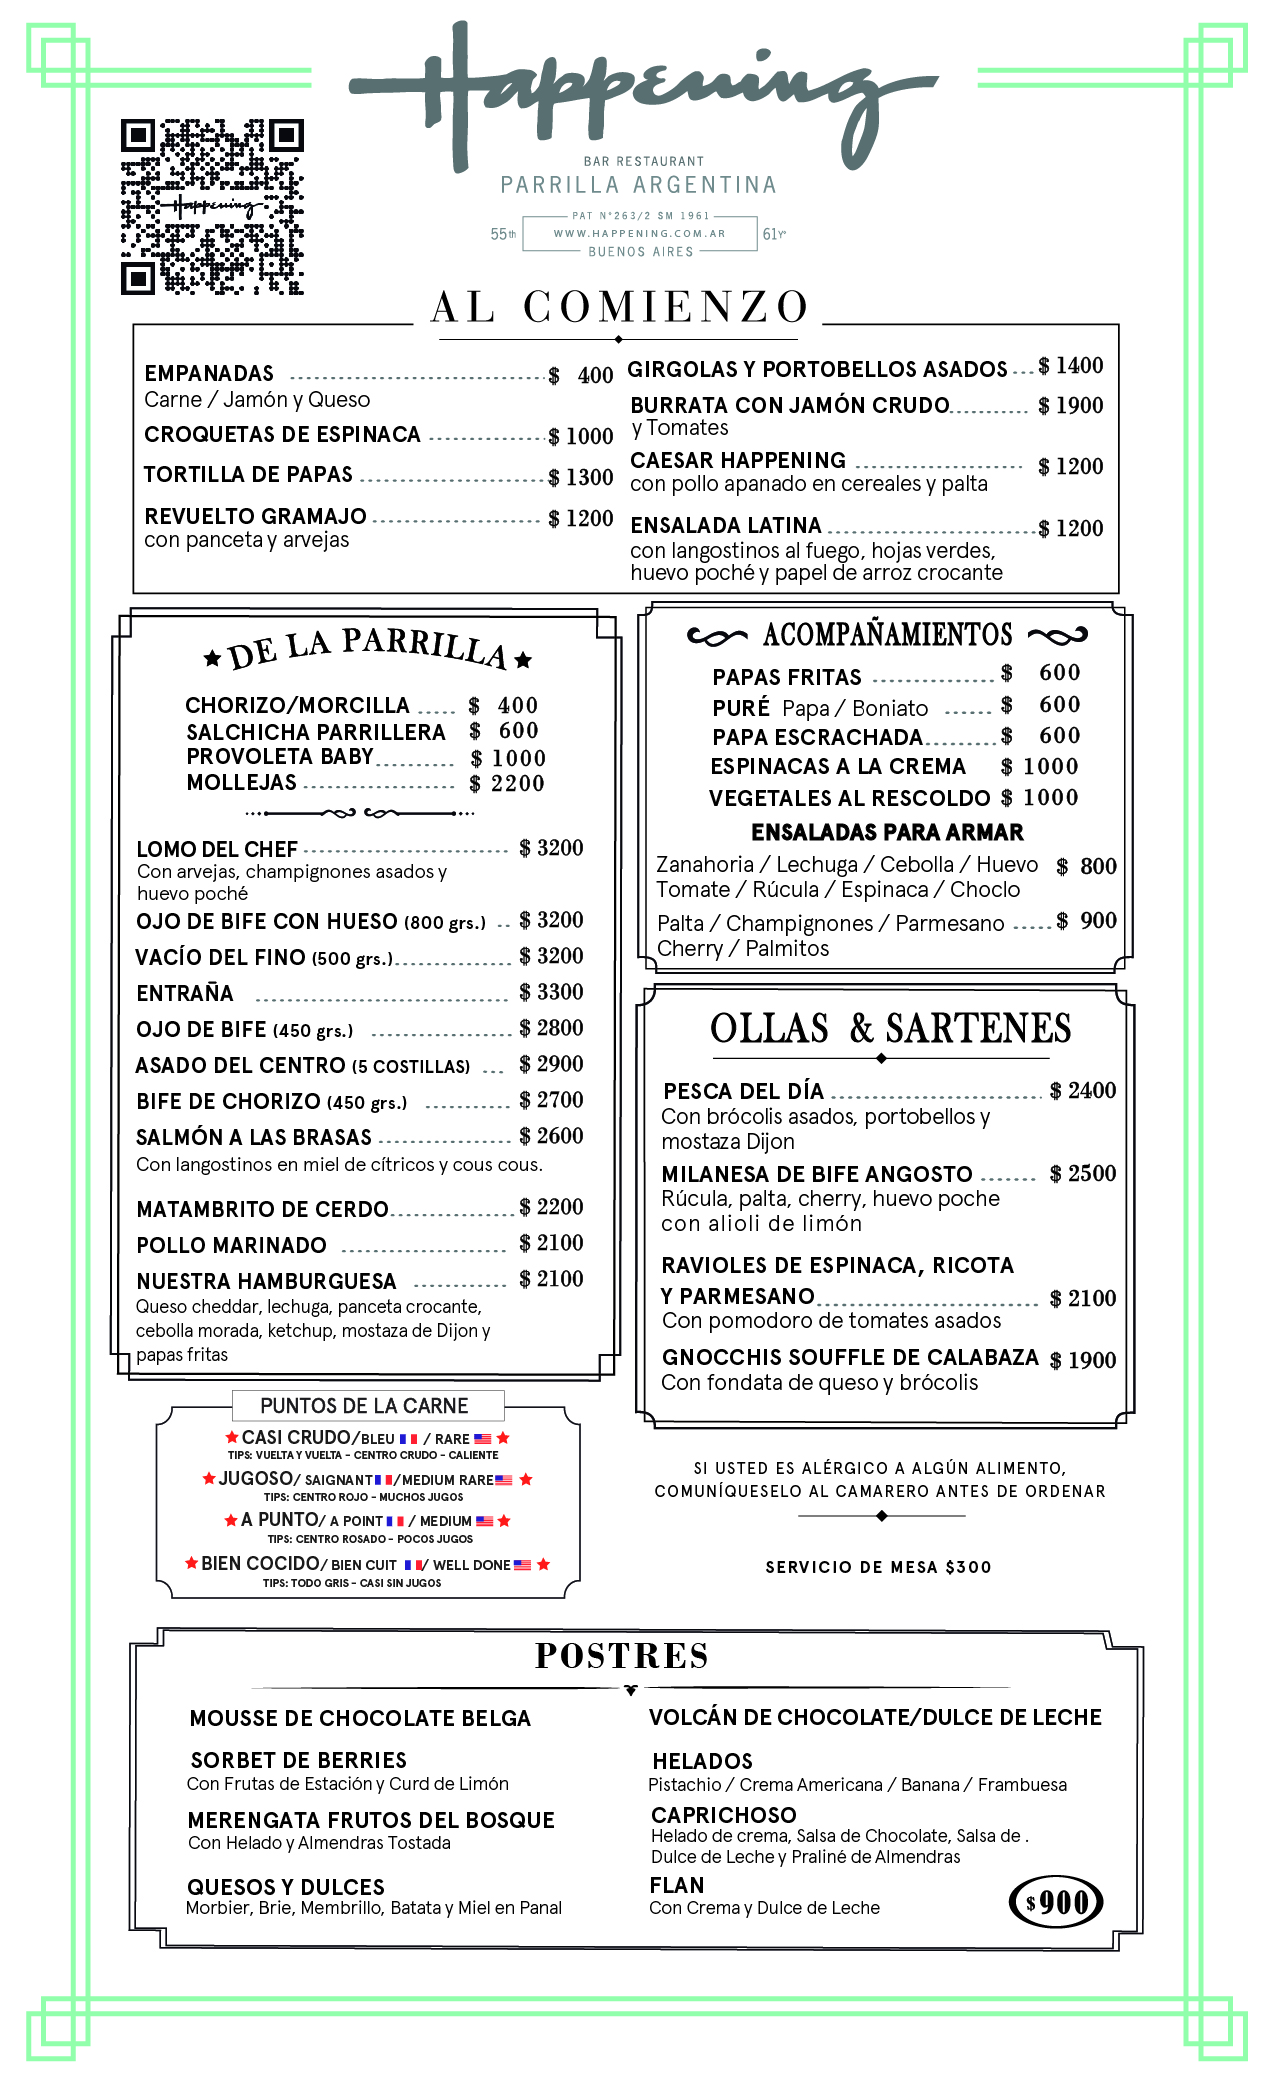 Happening
BAR RESTAURANT
PARRILLA ARGENTINA
PAT N°263/2 SM 1961
55th WWW.HAPPENING.COM.AR 61Yº
BUENOS AIRES
Happening
AL COMIENZO
EMPANADAS $ 400
Carne / Jamón y Queso
CROQUETAS DE ESPINACA $ 1000
TORTILLA DE PAPAS $ 1300
REVUELTO GRAMAJO $ 1200
con panceta y arvejas
GIRGOLAS Y PORTOBELLOS ASADOS $ 1400
BURRATA CON JAMÓN CRUDO $ 1900
y Tomates
CAESAR HAPPENING $ 1200
con pollo apanado en cereales y palta
ENSALADA LATINA $ 1200
con langostinos al fuego, hojas verdes,
huevo poché y papel de arroz crocante
DE LA PARRILLA
CHORIZO/MORCILLA $ 400
SALCHICHA PARRILLERA $ 600
PROVOLETA BABY $ 1000
MOLLEJAS $ 2200
LOMO DEL CHEF $ 3200
Con arvejas, champignones asados y
huevo poché
OJO DE BIFE CON HUESO (800 grs.) $ 3200
VACÍO DEL FINO (500 grs.) $ 3200
ENTRAÑA $ 3300
OJO DE BIFE (450 grs.) $ 2800
ASADO DEL CENTRO (5 COSTILLAS) $ 2900
BIFE DE CHORIZO (450 grs.) $ 2700
SALMÓN A LAS BRASAS $ 2600
Con langostinos en miel de cítricos y cous cous.
MATAMBRITO DE CERDO $ 2200
POLLO MARINADO $ 2100
NUESTRA HAMBURGUESA $ 2100
Queso cheddar, lechuga, panceta crocante,
cebolla morada, ketchup, mostaza de Dijon y
papas fritas
ACOMPAÑAMIENTOS
PAPAS FRITAS $ 600
PURÉ Papa / Boniato $ 600
PAPA ESCRACHADA $ 600
ESPINACAS A LA CREMA $ 1000
VEGETALES AL RESCOLDO $ 1000
ENSALADAS PARA ARMAR
Zanahoria / Lechuga / Cebolla / Huevo $ 800
Tomate / Rúcula / Espinaca / Choclo
Palta / Champignones / Parmesano $ 900
Cherry / Palmitos
OLLAS & SARTENES
PESCA DEL DÍA $ 2400
Con brócolis asados, portobellos y
mostaza Dijon
MILANESA DE BIFE ANGOSTO $ 2500
Rúcula, palta, cherry, huevo poche
con alioli de limón
RAVIOLES DE ESPINACA, RICOTA
Y PARMESANO $ 2100
Con pomodoro de tomates asados
GNOCCHIS SOUFFLE DE CALABAZA $ 1900
Con fondata de queso y brócolis
PUNTOS DE LA CARNE
CASI CRUDO/BLEU / RARE
TIPS: VUELTA Y VUELTA - CENTRO CRUDO - CALIENTE
JUGOSO/ SAIGNANT /MEDIUM RARE
TIPS: CENTRO ROJO - MUCHOS JUGOS
A PUNTO/ A POINT / MEDIUM
TIPS: CENTRO ROSADO - POCOS JUGOS
BIEN COCIDO/ BIEN CUIT / WELL DONE
TIPS: TODO GRIS - CASI SIN JUGOS
SI USTED ES ALÉRGICO A ALGÚN ALIMENTO,
COMUNÍQUESELO AL CAMARERO ANTES DE ORDENAR
SERVICIO DE MESA $300
POSTRES
MOUSSE DE CHOCOLATE BELGA
SORBET DE BERRIES
Con Frutas de Estación y Curd de Limón
MERENGATA FRUTOS DEL BOSQUE
Con Helado y Almendras Tostada
QUESOS Y DULCES
Morbier, Brie, Membrillo, Batata y Miel en Panal
VOLCÁN DE CHOCOLATE/DULCE DE LECHE
HELADOS
Pistachio / Crema Americana / Banana / Frambuesa
CAPRICHOSO
Helado de crema, Salsa de Chocolate, Salsa de .
Dulce de Leche y Praliné de Almendras
FLAN
Con Crema y Dulce de Leche
$ 900